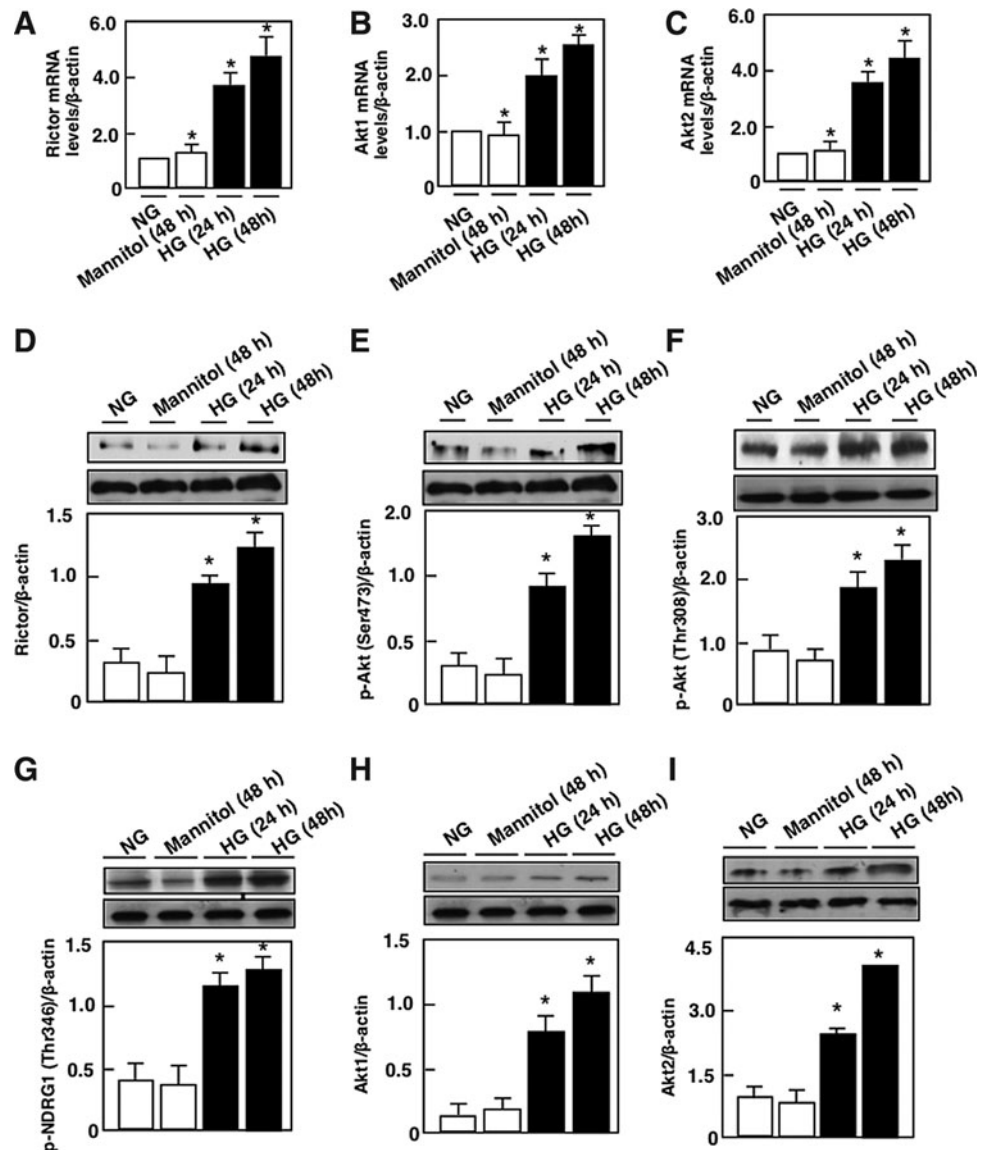 A
Rictor mRNA
levels/β-actin
6.0
4.0
2.0
0
*
*
*
NG
Mannitol (48 h)
HG (24 h)
HG (48h)
B
Akt1 mRNA
levels/β-actin
3.0
2.0
1.0
0
*
*
*
NG
Mannitol (48 h)
HG (24 h)
HG (48h)
C
Akt2 mRNA
levels/β-actin
6.0
4.0
2.0
0
*
*
*
NG
Mannitol (48 h)
HG (24 h)
HG (48h)
D
NG
Mannitol (48 h)
HG (24 h)
HG (48h)
Rictor/β-actin
1.5
1.0
0.5
0
*
*
E
NG
Mannitol (48 h)
HG (24 h)
HG (48h)
p-Akt (Ser473)/β-actin
2.0
1.0
0.5
0
*
*
F
NG
Mannitol (48 h)
HG (24 h)
HG (48h)
p-Akt (Thr308)/β-actin
3.0
2.0
1.0
0
*
*
G
NG
Mannitol (48 h)
HG (24 h)
HG (48h)
p-NDRG1 (Thr346)/β-actin
1.5
1.0
0.5
0
*
*
H
NG
Mannitol (48 h)
HG (24 h)
HG (48h)
Akt1/β-actin
1.5
1.0
0.5
0
*
*
I
NG
Mannitol (48 h)
HG (24 h)
HG (48h)
Akt2/β-actin
4.5
3.0
1.5
0
*
*